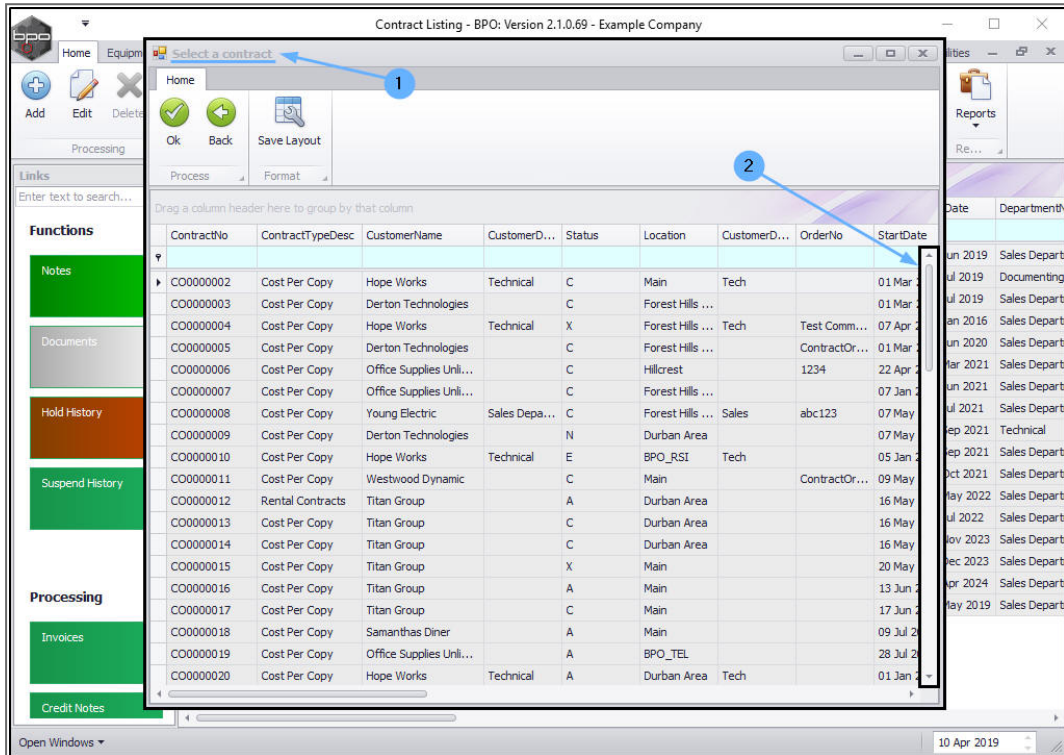 Contract Listing - BPO: Version 2.1.0.69 - Example Company
bpo
Home Equipm
Select a contract
ilities
1
Home
Add Edit Delete
Ok Back Save Layout
Reports
Processing
Process Format
Re...
2
Links
Enter text to search...
Drag a column header here to group by that column
Functions
ContractNo ContractTypeDesc CustomerName CustomerD... Status Location CustomerD... OrderNo StartDate
Date DepartmentN
Notes
Documents
Hold History
Suspend History
Processing
Invoices
Credit Notes
CO0000002 Cost Per Copy Hope Works Technical C Main Tech 01 Mar
CO0000003 Cost Per Copy Derton Technologies C Forest Hills ... 01 Mar
CO0000004 Cost Per Copy Hope Works Technical X Forest Hills ... Tech Test Comm... 07 Apr 2
CO0000005 Cost Per Copy Derton Technologies C Forest Hills ... ContractOr... 01 Mar
CO0000006 Cost Per Copy Office Supplies Unli... C Hillcrest 1234 22 Apr 2
CO0000007 Cost Per Copy Office Supplies Unli... C Forest Hills ... 07 Jan 2
CO0000008 Cost Per Copy Young Electric Sales Depa... C Forest Hills ... Sales abc123 07 May
CO0000009 Cost Per Copy Derton Technologies N Durban Area 07 May
CO0000010 Cost Per Copy Hope Works Technical E BPO_RSI Tech 05 Jan 2
CO0000011 Cost Per Copy Westwood Dynamic C Main ContractOr... 09 May
CO0000012 Rental Contracts Titan Group A Durban Area 16 May
CO0000013 Cost Per Copy Titan Group C Durban Area 16 May
CO0000014 Cost Per Copy Titan Group C Durban Area 16 May
CO0000015 Cost Per Copy Titan Group X Main 20 May
CO0000016 Cost Per Copy Titan Group A Main 13 Jun 2
CO0000017 Cost Per Copy Titan Group C Main 17 Jun 2
CO0000018 Cost Per Copy Samanthas Diner A Main 09 Jul 2
CO0000019 Cost Per Copy Office Supplies Unli... A BPO_TEL 28 Jul 2
CO0000020 Cost Per Copy Hope Works Technical A Durban Area Tech 01 Jan 2
un 2019 Sales Depart
ul 2019 Documenting
ul 2019 Sales Depart
an 2016 Sales Depart
un 2020 Sales Depart
Mar 2021 Sales Depart
un 2021 Sales Depart
ul 2021 Sales Depart
ep 2021 Technical
ep 2021 Sales Depart
Oct 2021 Sales Depart
May 2022 Sales Depart
ul 2022 Sales Depart
Nov 2023 Sales Depart
Dec 2023 Sales Depart
Apr 2024 Sales Depart
May 2019 Sales Depart
Open Windows
10 Apr 2019